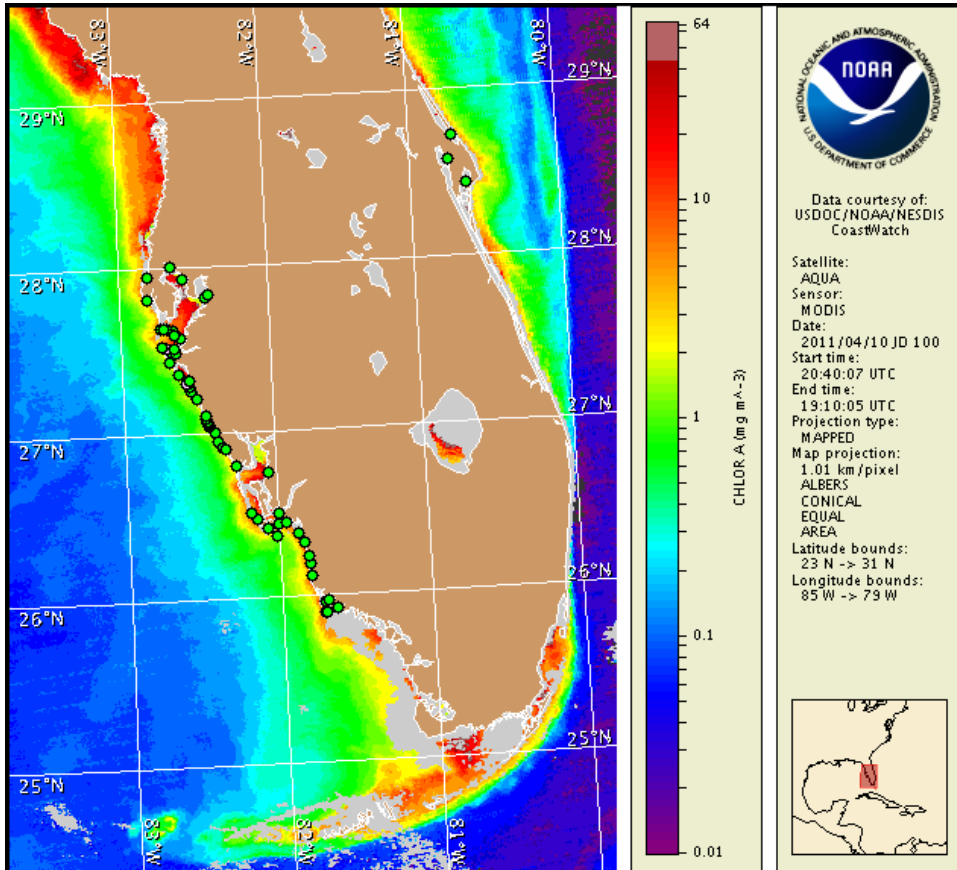 83°W
82°W
81°W
80°W
29°N
29°N
28°N
28°N
27°N
27°N
26°N
26°N
25°N
25°N
83°W
82°W
81°W
64
10
1
0.1
0.01
CHLOR A (mg m^-3)
NATIONAL OCEANIC AND ATMOSPHERIC ADMINISTRATION
NOAA
U.S. DEPARTMENT OF COMMERCE
Data courtesy of:
USDOC/NOAA/NESDIS
CoastWatch
Satellite:
AQUA
Sensor:
MODIS
Date:
2011/04/10 JD 100
Start time:
20:40:07 UTC
End time:
19:10:05 UTC
Projection type:
MAPPED
Map projection:
1.01 km/pixel
ALBERS
CONICAL
EQUAL
AREA
Latitude bounds:
23 N -> 31 N
Longitude bounds:
85 W -> 79 W